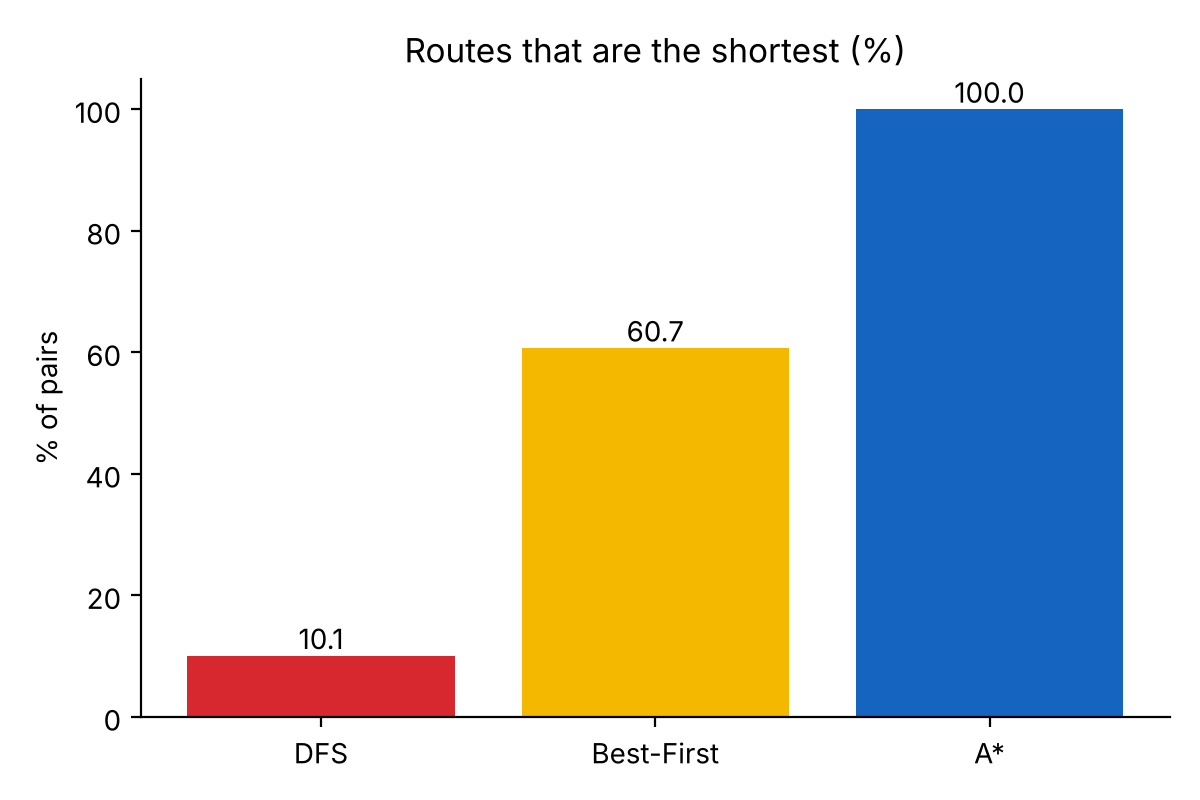 Routes that are the shortest (%)
% of pairs
100
80
60
40
20
0
10.1
60.7
100.0
DFS
Best-First
A*